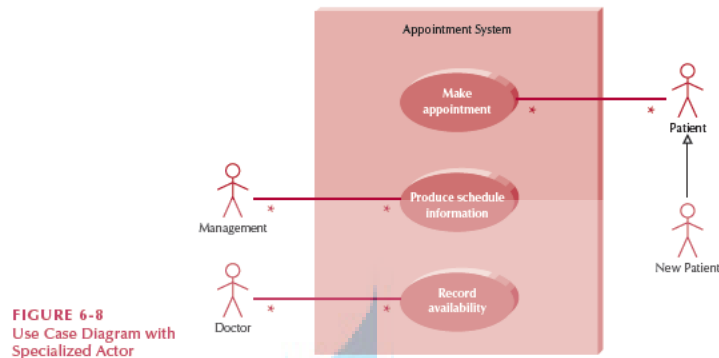 Appointment System
Make
appointment
*
*
Patient
Produce schedule
information
Management
*
*
New Patient
Record
availability
Doctor
*
*
FIGURE 6-8
Use Case Diagram with
Specialized Actor